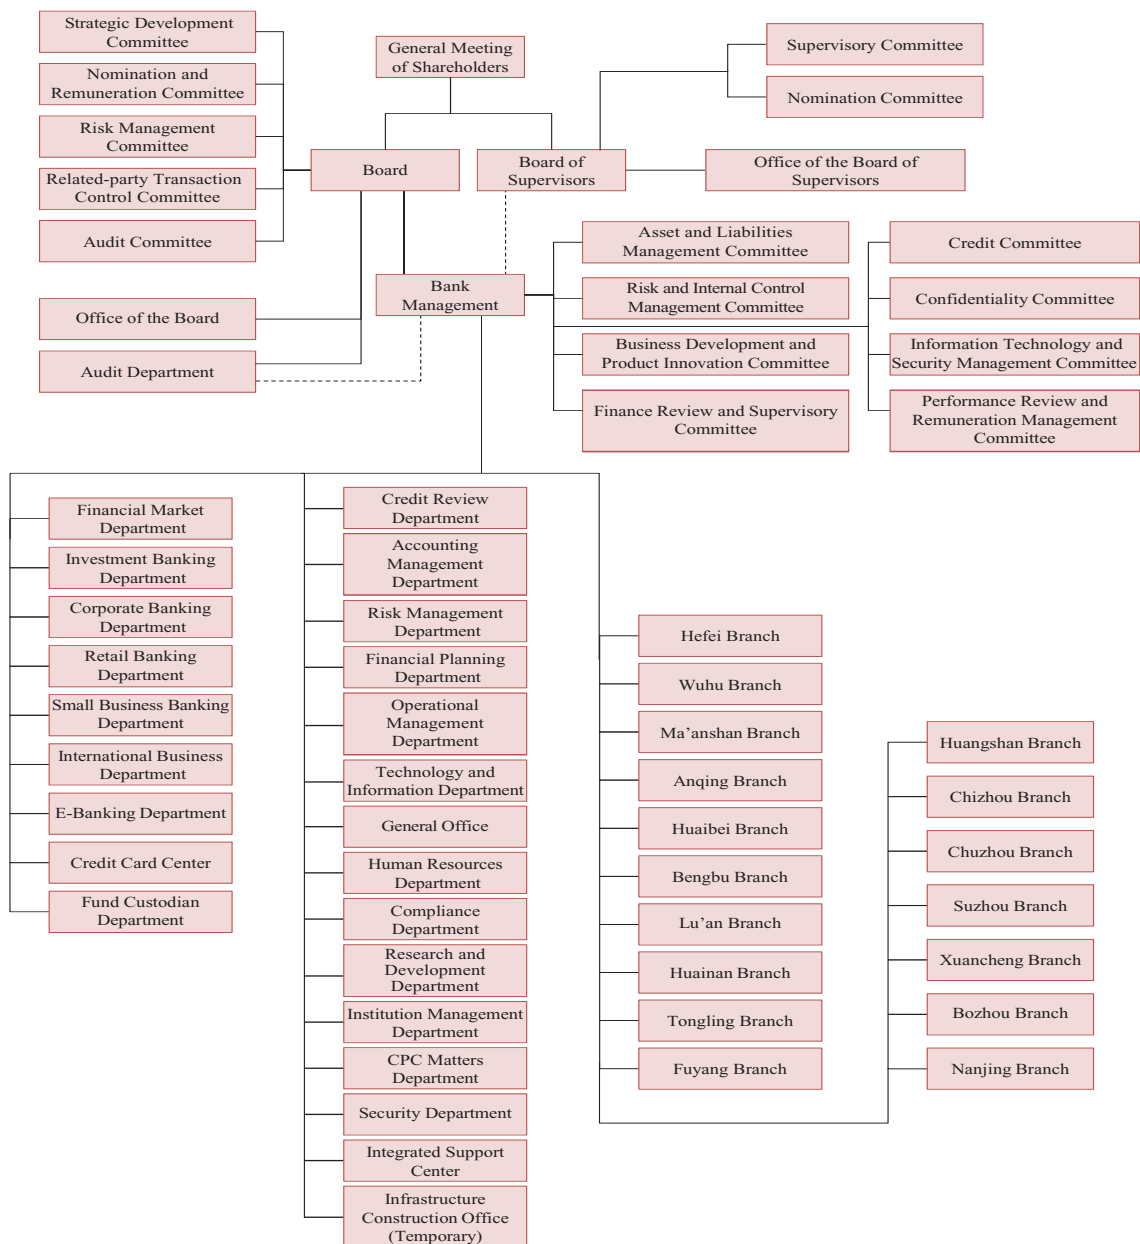 Strategic Development
Committee
Nomination and
Remuneration Committee
Risk Management
Committee
Related-party Transaction
Control Committee
Audit Committee
General Meeting
of Shareholders
Supervisory Committee
Nomination Committee
Board
Board of
Supervisors
Office of the Board of
Supervisors
Office of the Board
Audit Department
Bank
Management
Asset and Liabilities
Management Committee
Risk and Internal Control
Management Committee
Business Development and
Product Innovation Committee
Finance Review and Supervisory
Committee
Credit Committee
Confidentiality Committee
Information Technology and
Security Management Committee
Performance Review and
Remuneration Management
Committee
Financial Market
Department
Investment Banking
Department
Corporate Banking
Department
Retail Banking
Department
Small Business Banking
Department
International Business
Department
E-Banking Department
Credit Card Center
Fund Custodian
Department
Credit Review
Department
Accounting
Management
Department
Risk Management
Department
Financial Planning
Department
Operational
Management
Department
Technology and
Information Department
General Office
Human Resources
Department
Compliance
Department
Research and
Development
Department
Institution Management
Department
CPC Matters
Department
Security Department
Integrated Support
Center
Infrastructure
Construction Office
(Temporary)
Hefei Branch
Wuhu Branch
Ma’anshan Branch
Anqing Branch
Huaibei Branch
Bengbu Branch
Lu’an Branch
Huainan Branch
Tongling Branch
Fuyang Branch
Huangshan Branch
Chizhou Branch
Chuzhou Branch
Suzhou Branch
Xuancheng Branch
Bozhou Branch
Nanjing Branch